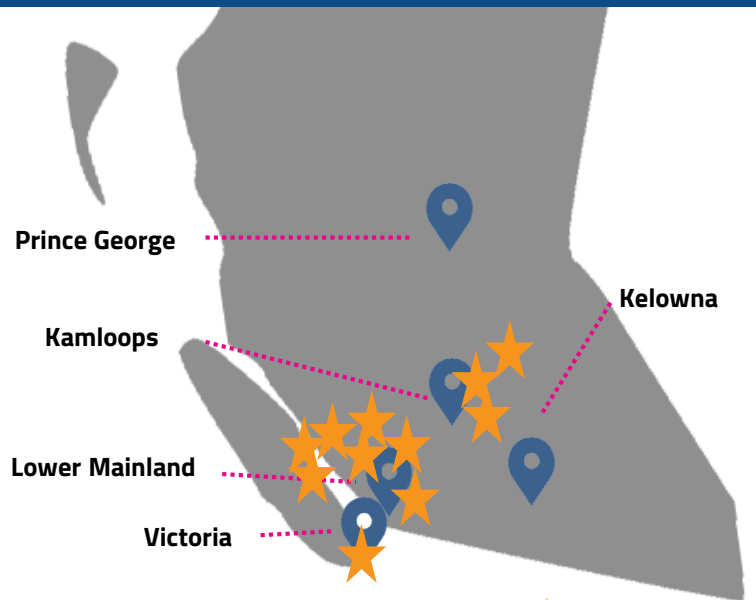 Prince George
Kelowna
Kamloops
Lower Mainland
Victoria